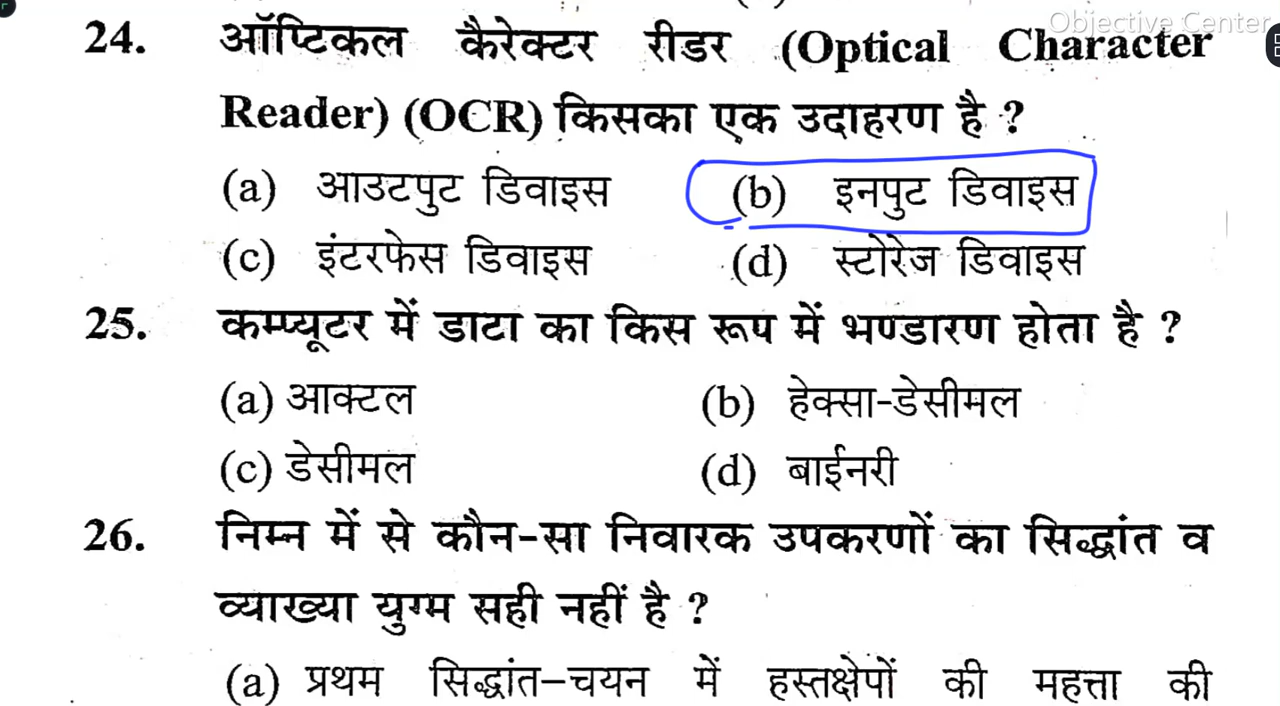 Objective Center
24. ऑप्टिकल कैरेक्टर रीडर (Optical Character
Reader) (OCR) किसका एक उदाहरण है ?
(a) आउटपुट डिवाइस (b) इनपुट डिवाइस
(c) इंटरफेस डिवाइस (d) स्टोरेज डिवाइस
25. कम्प्यूटर में डाटा का किस रूप में भण्डारण होता है ?
(a) आक्टल (b) हेक्सा-डेसीमल
(c) डेसीमल (d) बाईनरी
26. निम्न में से कौन-सा निवारक उपकरणों का सिद्धांत व
व्याख्या युग्म सही नहीं है ?
(a) प्रथम सिद्धांत–चयन में हस्तक्षेपों की महत्ता की